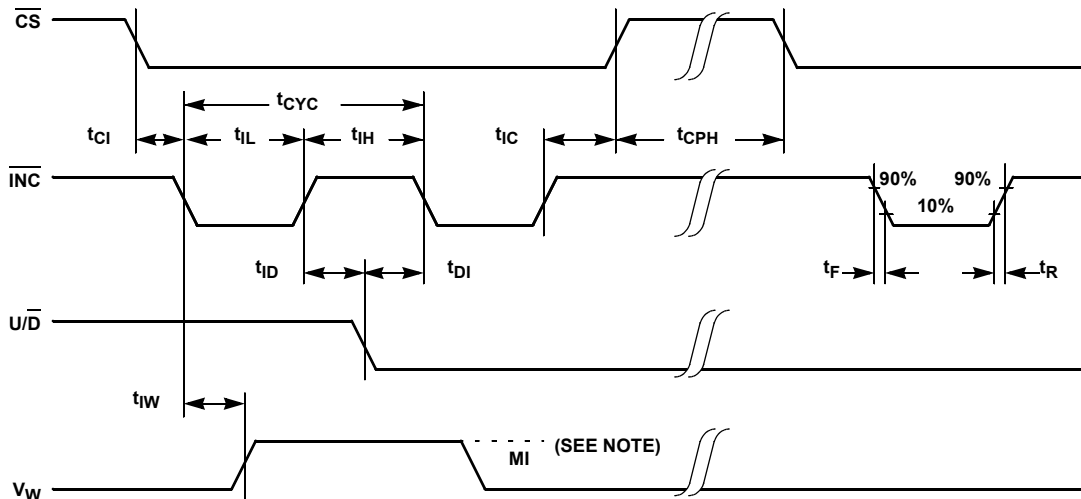 CS
tCYC
tCI tIL tIH tIC tCPH
INC
90% 90%
10%
tID tDI tF tR
U/D
tIW
(SEE NOTE)
MI
VW